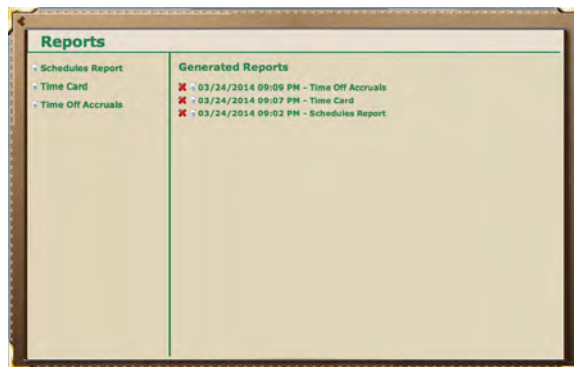 Reports
Schedules Report
Time Card
Time Off Accruals
Generated Reports
03/24/2014 09:09 PM - Time Off Accruals
03/24/2014 09:07 PM - Time Card
03/24/2014 09:02 PM - Schedules Report